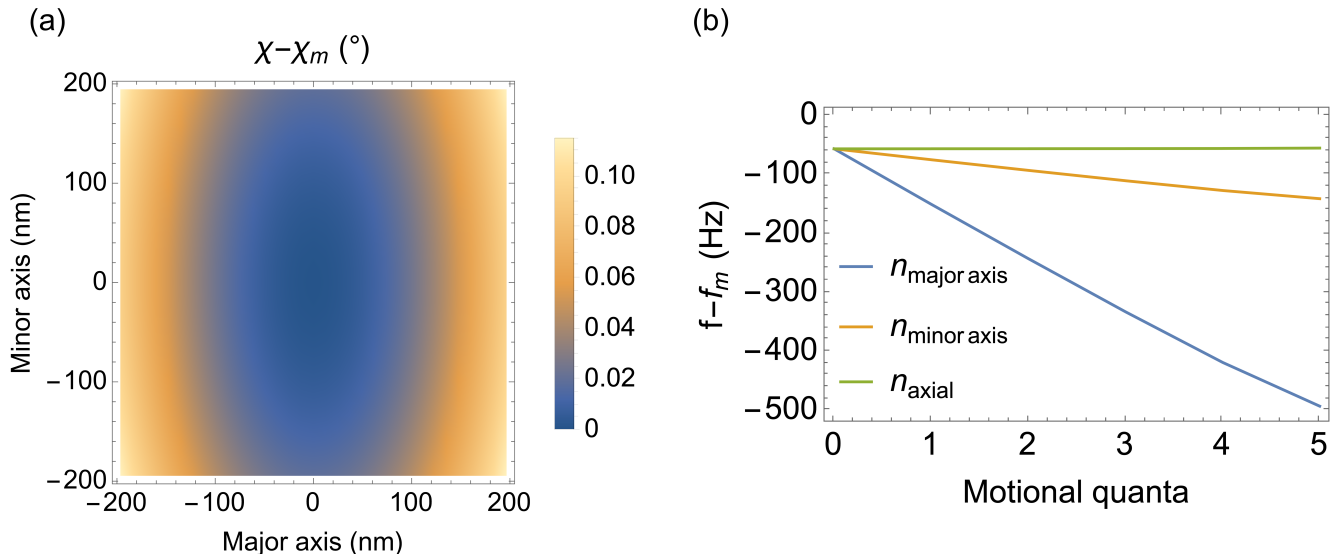 (a)
χ−χm (°)
200
100
0
−100
−200
Minor axis (nm)
−200
−100
0
100
200
Major axis (nm)
0.10
0.08
0.06
0.04
0.02
0
(b)
0
−100
−200
−300
−400
−500
f−fm (Hz)
nmajor axis
nminor axis
naxial
0
1
2
3
4
5
Motional quanta